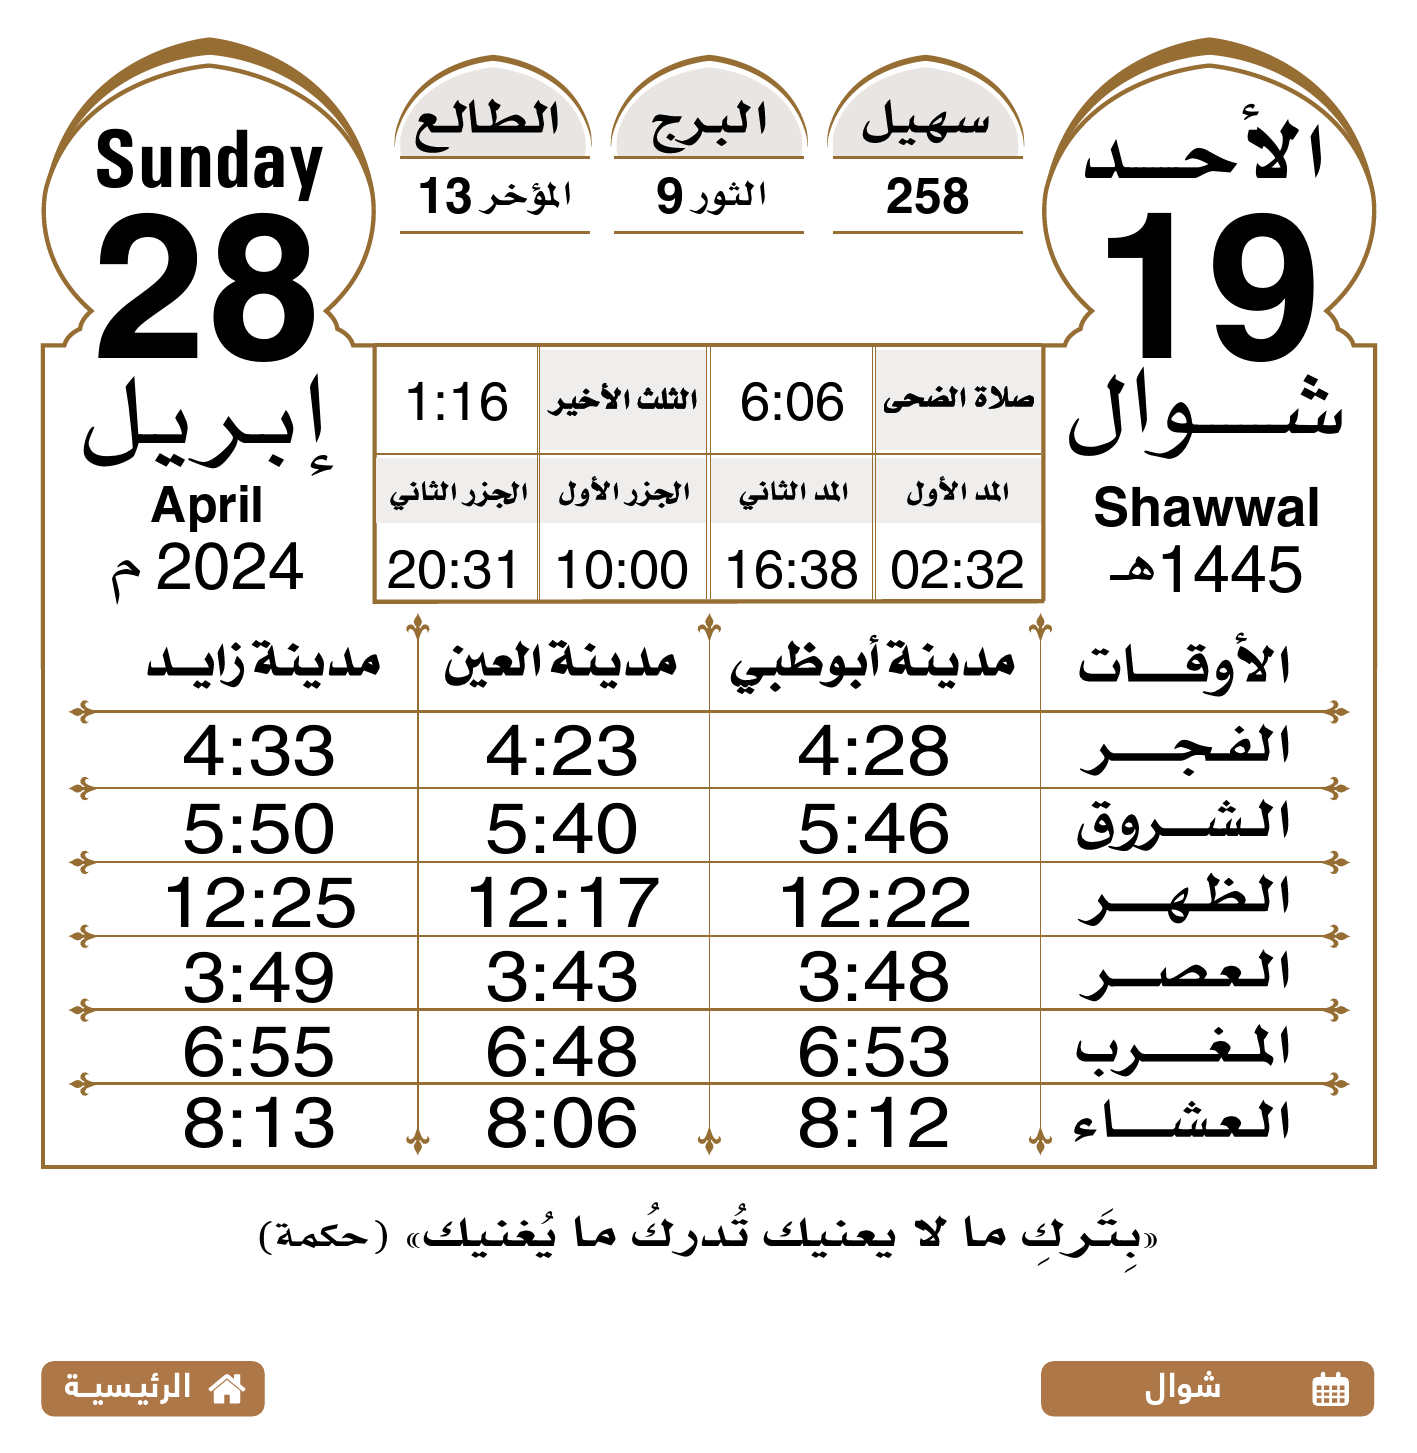 الأحد
19
شوال
Shawwal
1445هـ
سهيل
258
البرج
الثور 9
الطالع
المؤخر 13
Sunday
28
إبريل
April
2024 م
صلاة الضحى 6:06 الثلث الأخير 1:16
المد الأول المد الثاني الجزر الأول الجزر الثاني
02:32 16:38 10:00 20:31
الأوقات مدينة أبوظبي مدينة العين مدينة زايد
الفجر 4:28 4:23 4:33
الشروق 5:46 5:40 5:50
الظهر 12:22 12:17 12:25
العصر 3:48 3:43 3:49
المغرب 6:53 6:48 6:55
العشاء 8:12 8:06 8:13
«بِتَركِ ما لا يعنيك تُدركُ ما يُغنيك» (حكمة)
شوال
الرئيسية